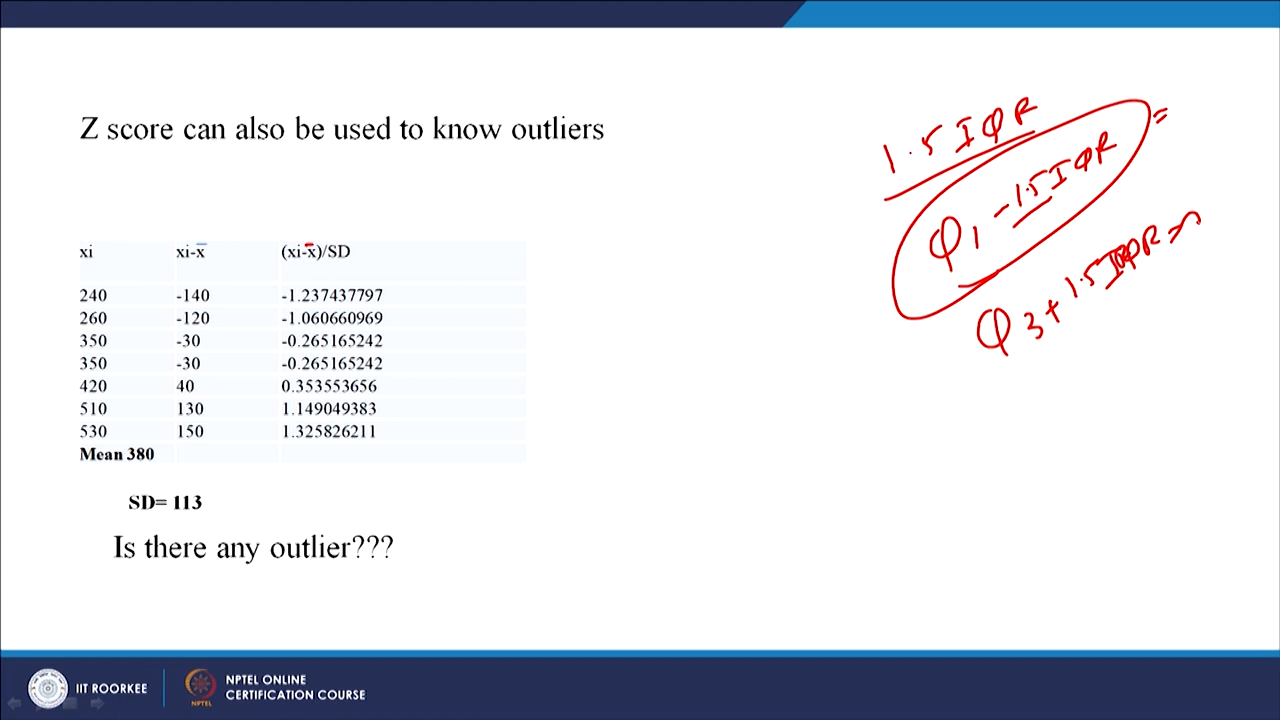 Z score can also be used to know outliers
1.5 IQR
Q1 - 1.5 IQR =
Q3 + 1.5 IQR
xi xi-x̅ (xi-x̅)/SD
240 -140 -1.237437797
260 -120 -1.060660969
350 -30 -0.265165242
350 -30 -0.265165242
420 40 0.353553656
510 130 1.149049383
530 150 1.325826211
Mean 380
SD= 113
Is there any outlier???
IIT ROORKEE
NPTEL ONLINE
CERTIFICATION COURSE
NPTEL